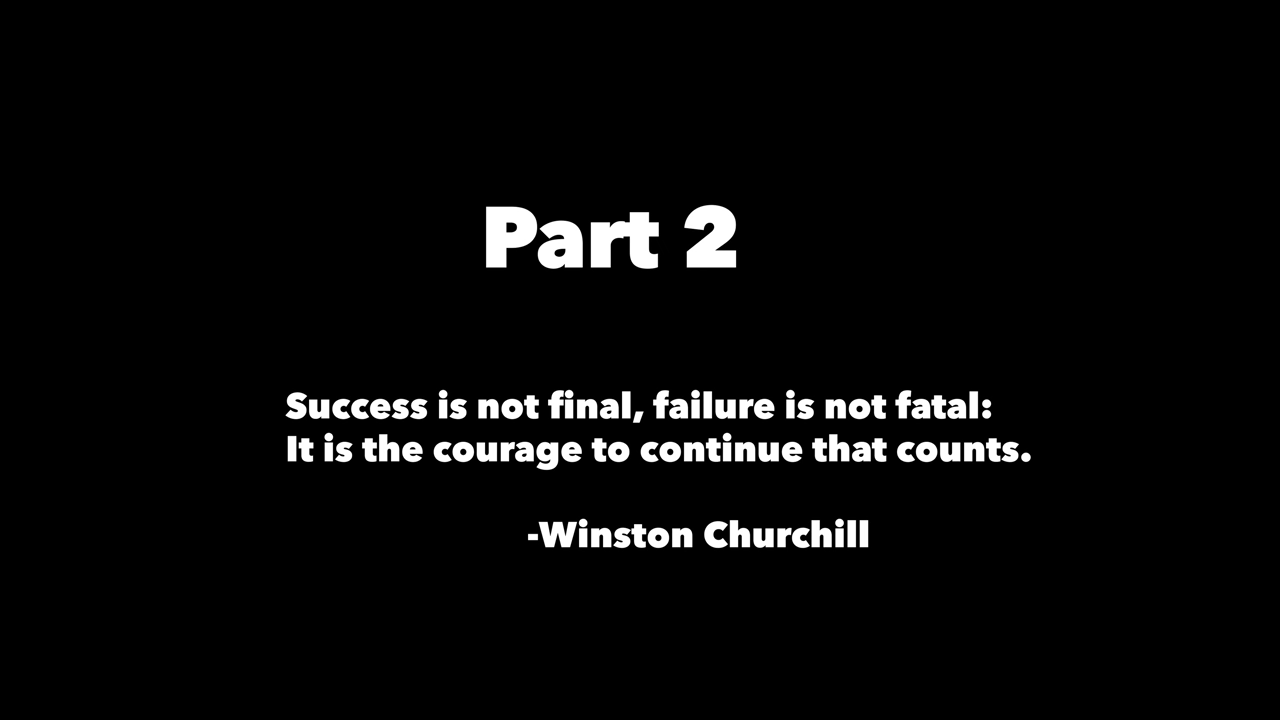 Part 2
Success is not final, failure is not fatal:
It is the courage to continue that counts.
-Winston Churchill